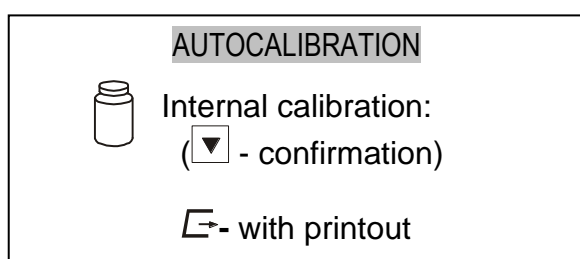 AUTOCALIBRATION
Internal calibration:
(▼ - confirmation)
- with printout